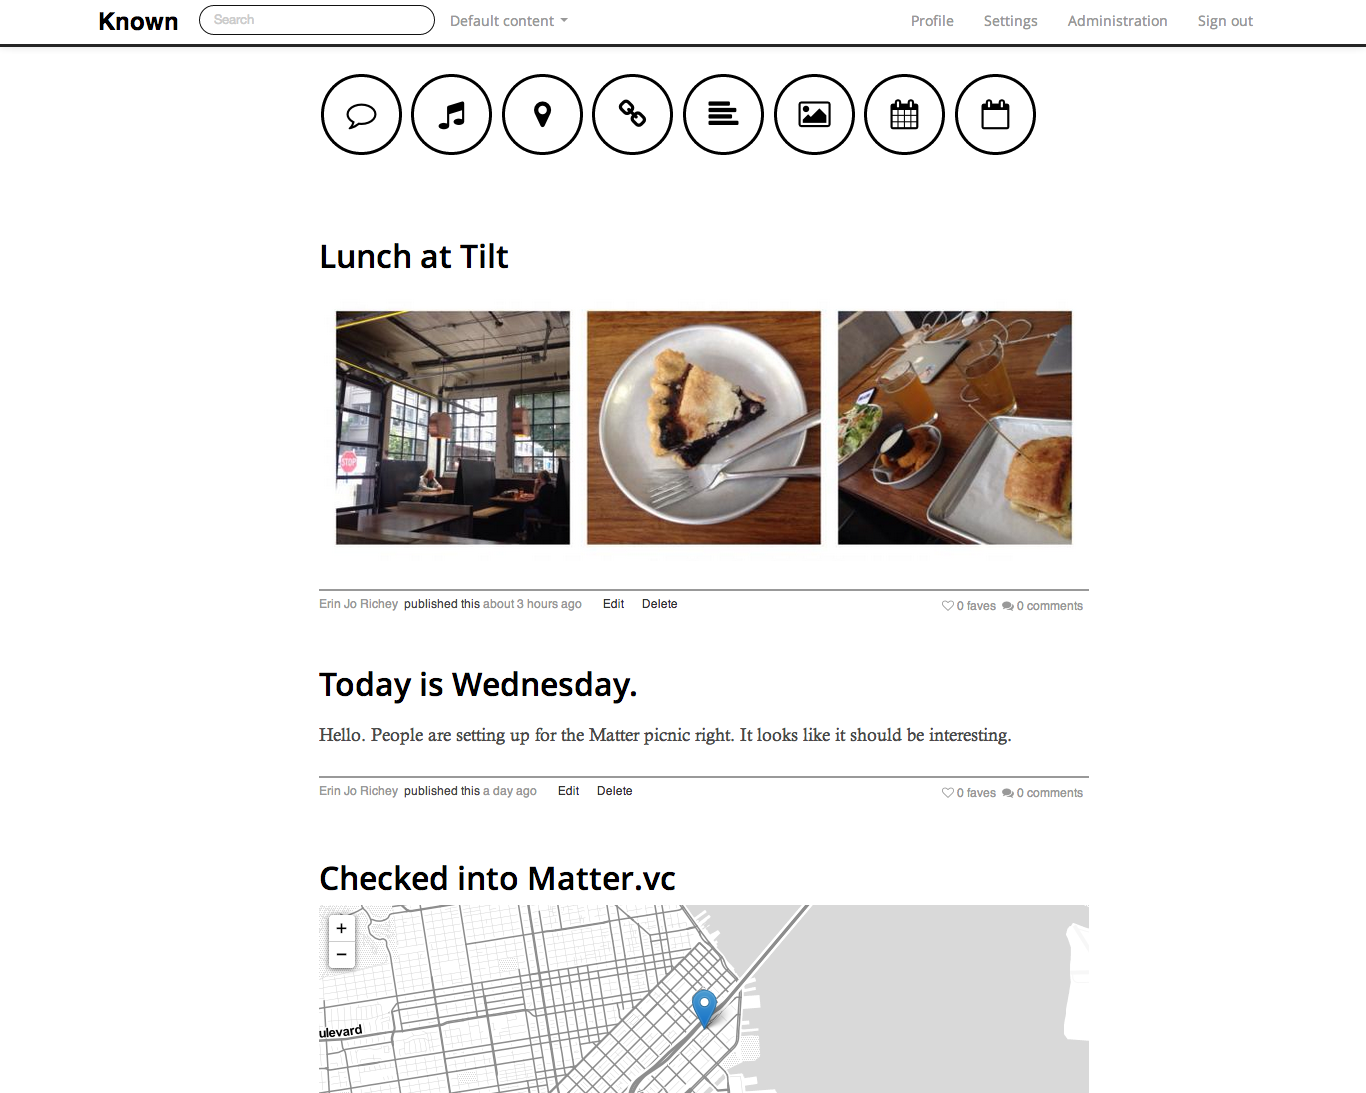 Known Search Default content Profile Settings Administration Sign out
Lunch at Tilt
STOP
Erin Jo Richey published this about 3 hours ago Edit Delete 0 faves 0 comments
Today is Wednesday.
Hello. People are setting up for the Matter picnic right. It looks like it should be interesting.
Erin Jo Richey published this a day ago Edit Delete 0 faves 0 comments
Checked into Matter.vc
+
−
ulevard